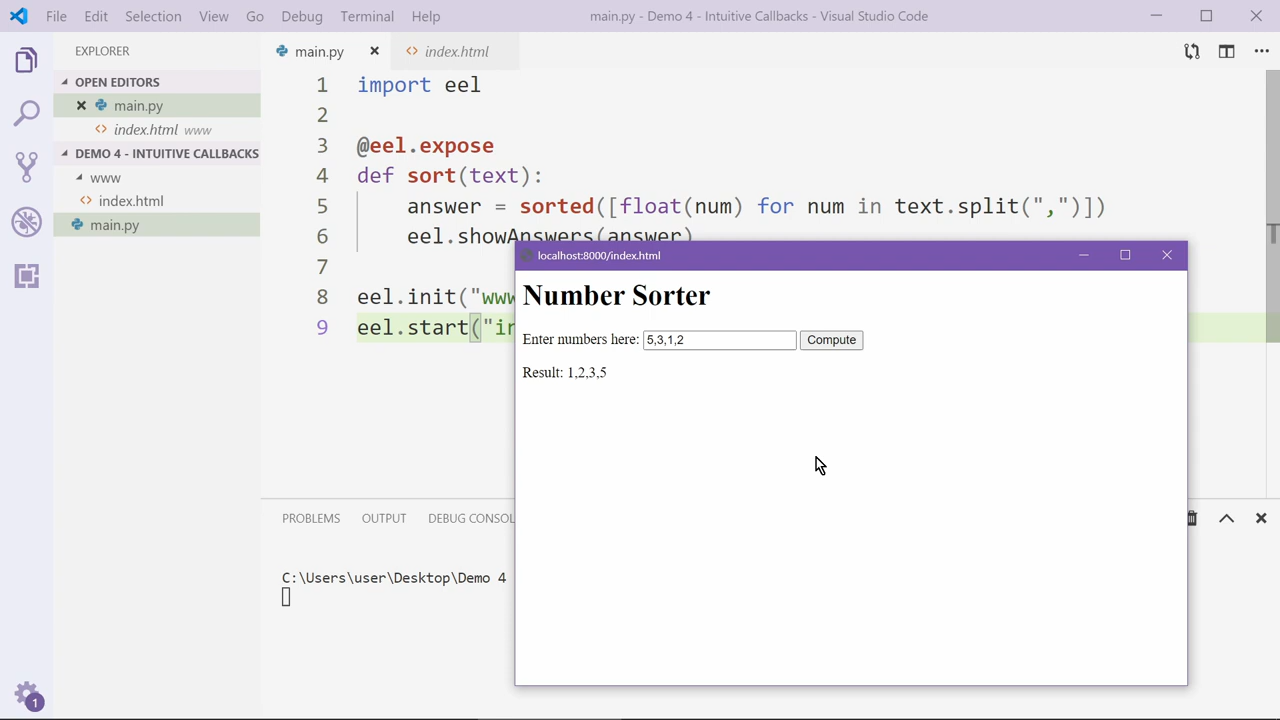 File Edit Selection View Go Debug Terminal Help main.py - Demo 4 - Intuitive Callbacks - Visual Studio Code
EXPLORER
OPEN EDITORS
main.py
index.html www
DEMO 4 - INTUITIVE CALLBACKS
www
index.html
main.py
main.py index.html
1 import eel
2
3 @eel.expose
4 def sort(text):
5 answer = sorted([float(num) for num in text.split(",")])
6 eel.showAnswers(answer)
7
8 eel.init("www
9 eel.start("in
localhost:8000/index.html
Number Sorter
Enter numbers here: 5,3,1,2 Compute
Result: 1,2,3,5
PROBLEMS OUTPUT DEBUG CONSOL
C:\Users\user\Desktop\Demo 4
1